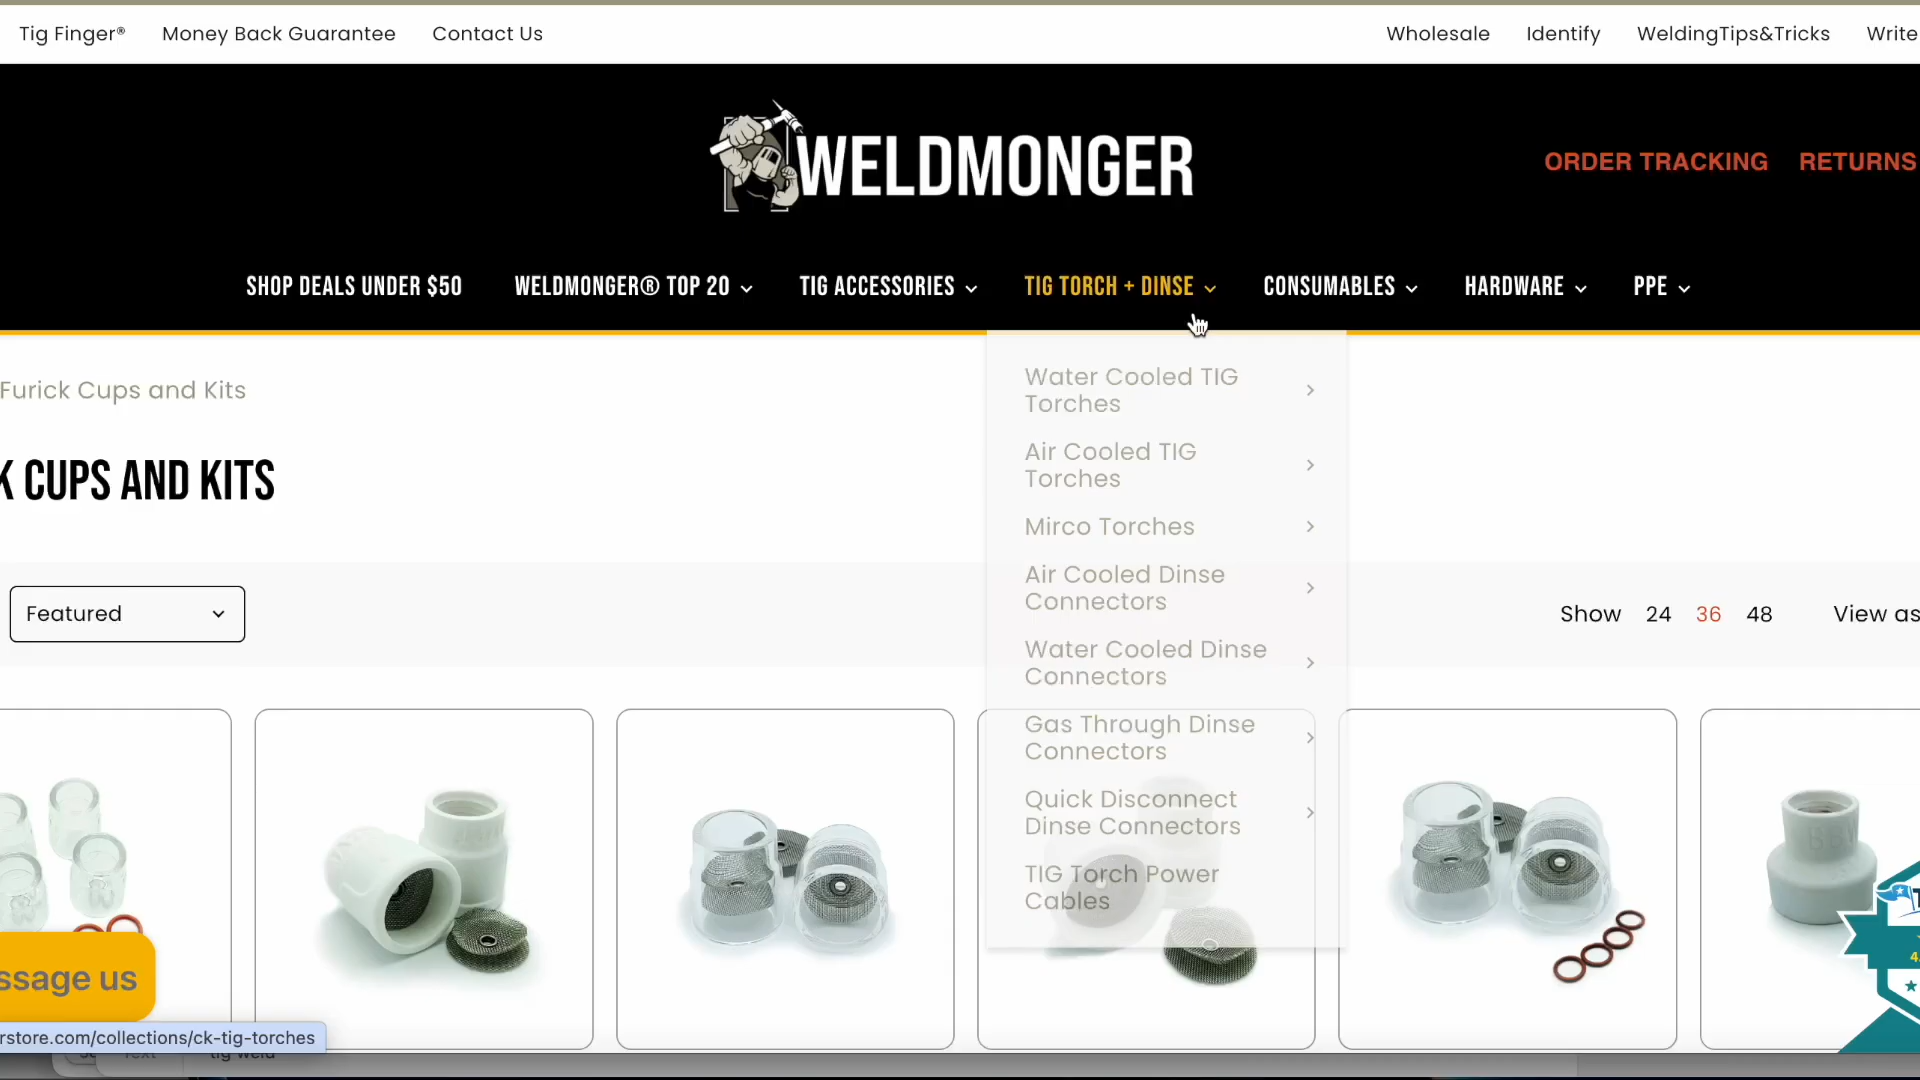 Tig Finger® Money Back Guarantee Contact Us Wholesale Identify WeldingTips&Tricks Write
WELDMONGER
ORDER TRACKING RETURNS
SHOP DEALS UNDER $50 WELDMONGER® TOP 20 TIG ACCESSORIES TIG TORCH + DINSE CONSUMABLES HARDWARE PPE
Furick Cups and Kits
K CUPS AND KITS
Water Cooled TIG
Torches
Air Cooled TIG
Torches
Mirco Torches
Air Cooled Dinse
Connectors
Water Cooled Dinse
Connectors
Gas Through Dinse
Connectors
Quick Disconnect
Dinse Connectors
TIG Torch Power
Cables
Featured
Show 24 36 48 View as
ssage us
rstore.com/collections/ck-tig-torches